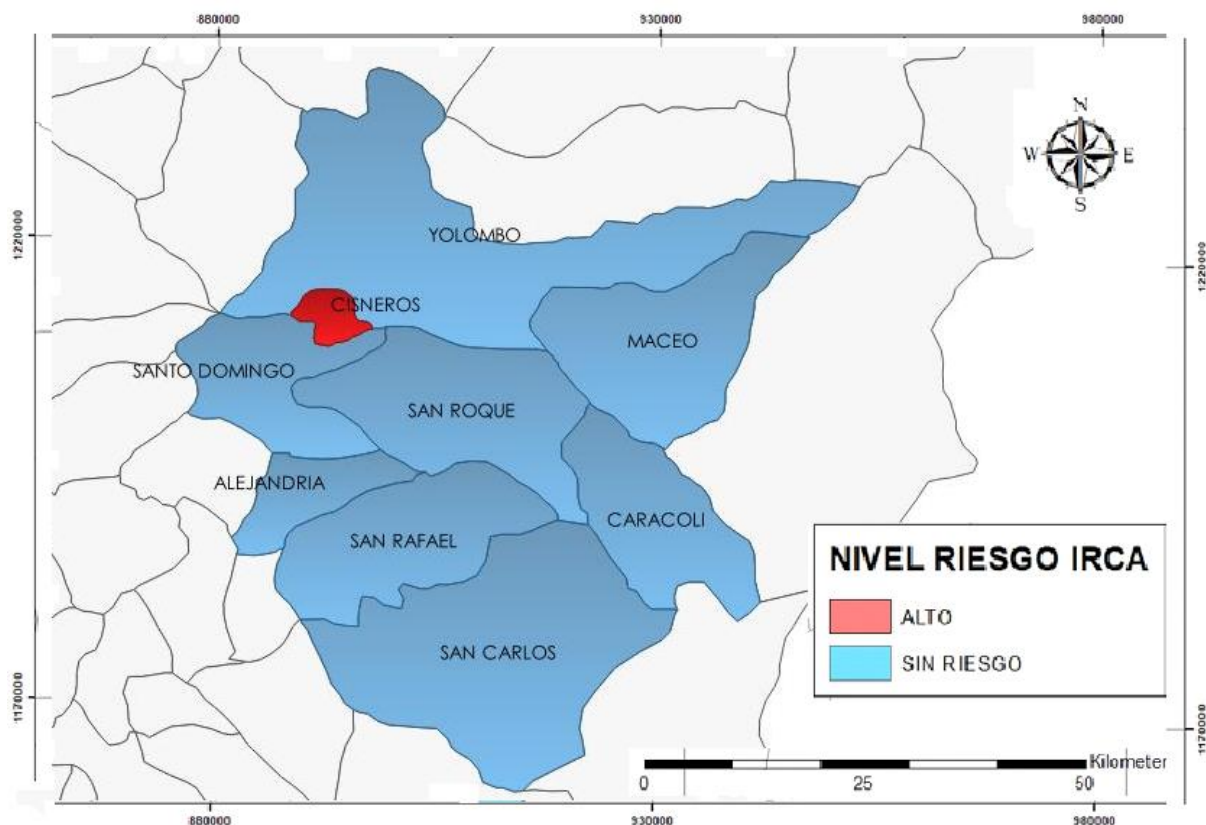 880000 930000 980000
N
W E
S
1220000 1220000
YOLOMBO
CISNEROS
MACEO
SANTO DOMINGO
SAN ROQUE
ALEJANDRIA
CARACOLI
SAN RAFAEL
NIVEL RIESGO IRCA
ALTO
SIN RIESGO
SAN CARLOS
1170000 1170000
Kilometer
0 25 50
880000 930000 980000